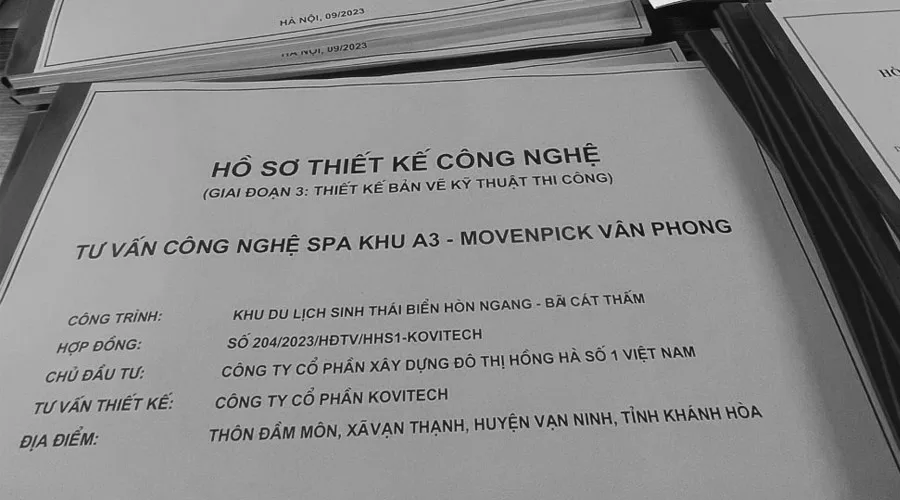 HÀ NỘI, 09/2023
HÀ NỘI, 09/2023
HỒ SƠ THIẾT KẾ CÔNG NGHỆ
(GIAI ĐOẠN 3: THIẾT KẾ BẢN VẼ KỸ THUẬT THI CÔNG)
TƯ VẤN CÔNG NGHỆ SPA KHU A3 - MOVENPICK VÂN PHONG
CÔNG TRÌNH: KHU DU LỊCH SINH THÁI BIỂN HÒN NGANG - BÃI CÁT THẤM
HỢP ĐỒNG: SỐ 204/2023/HĐTV/HHS1-KOVITECH
CHỦ ĐẦU TƯ: CÔNG TY CỔ PHẦN XÂY DỰNG ĐÔ THỊ HỒNG HÀ SỐ 1 VIỆT NAM
TƯ VẤN THIẾT KẾ: CÔNG TY CỔ PHẦN KOVITECH
ĐỊA ĐIỂM: THÔN ĐẦM MÔN, XÃ VẠN THẠNH, HUYỆN VẠN NINH, TỈNH KHÁNH HÒA